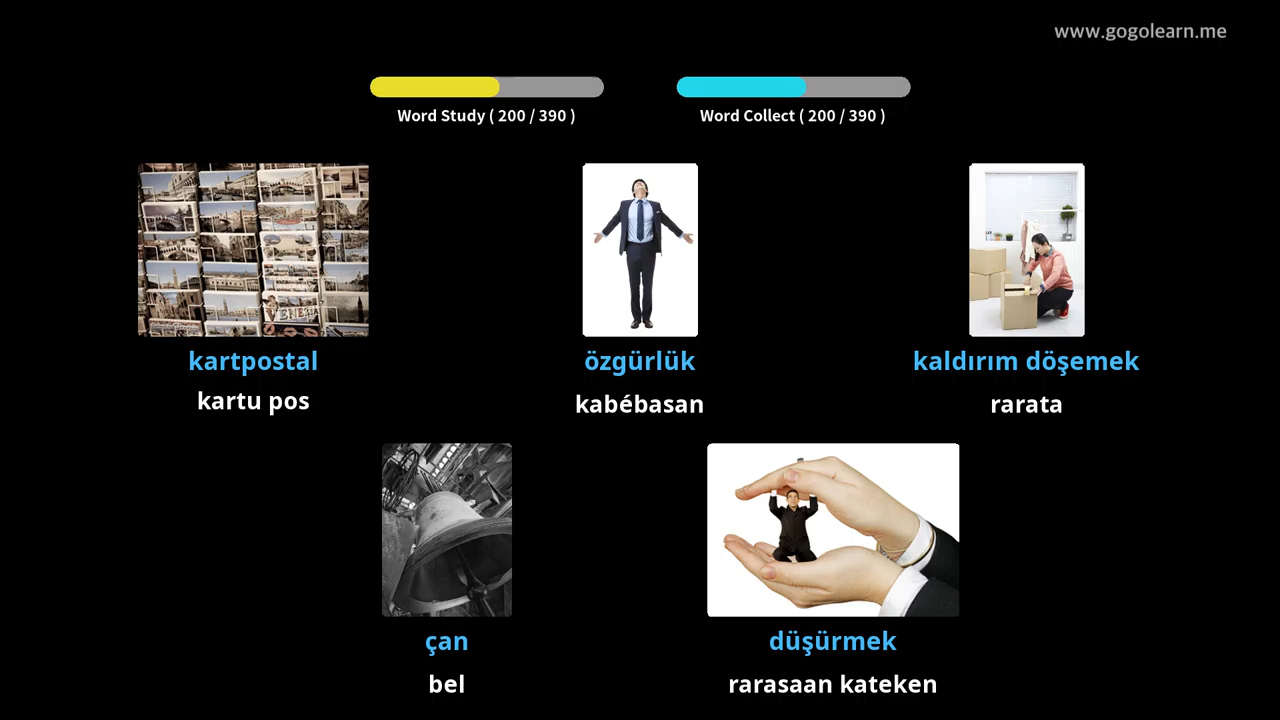 www.gogolearn.me
Word Study ( 200 / 390 )
Word Collect ( 200 / 390 )
kartpostal
kartu pos
özgürlük
kabébasan
kaldırım döşemek
rarata
çan
bel
düşürmek
rarasaan kateken